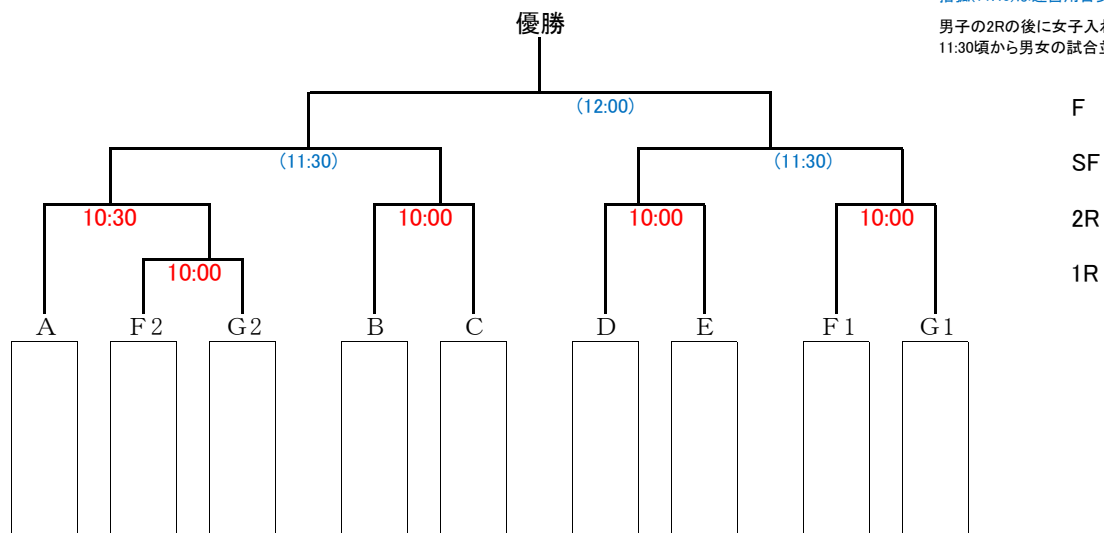 優勝
男子の2Rの後に女子入
11:30頃から男女の試合
(12:00)
F
(11:30)
(11:30)
SF
10:30
10:00
10:00
10:00
2R
10:00
1R
A
F2
G2
B
C
D
E
F1
G1